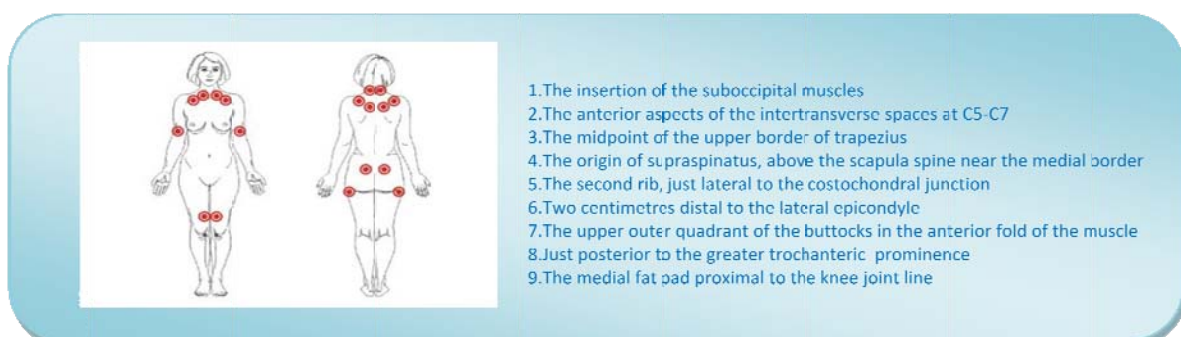 1.The insertion of the suboccipital muscles
2.The anterior aspects of the intertransverse spaces at C5-C7
3.The midpoint of the upper border of trapezius
4.The origin of supraspinatus, above the scapula spine near the medial border
5.The second rib, just lateral to the costochondral junction
6.Two centimetres distal to the lateral epicondyle
7.The upper outer quadrant of the buttocks in the anterior fold of the muscle
8.Just posterior to the greater trochanteric prominence
9.The medial fat pad proximal to the knee joint line